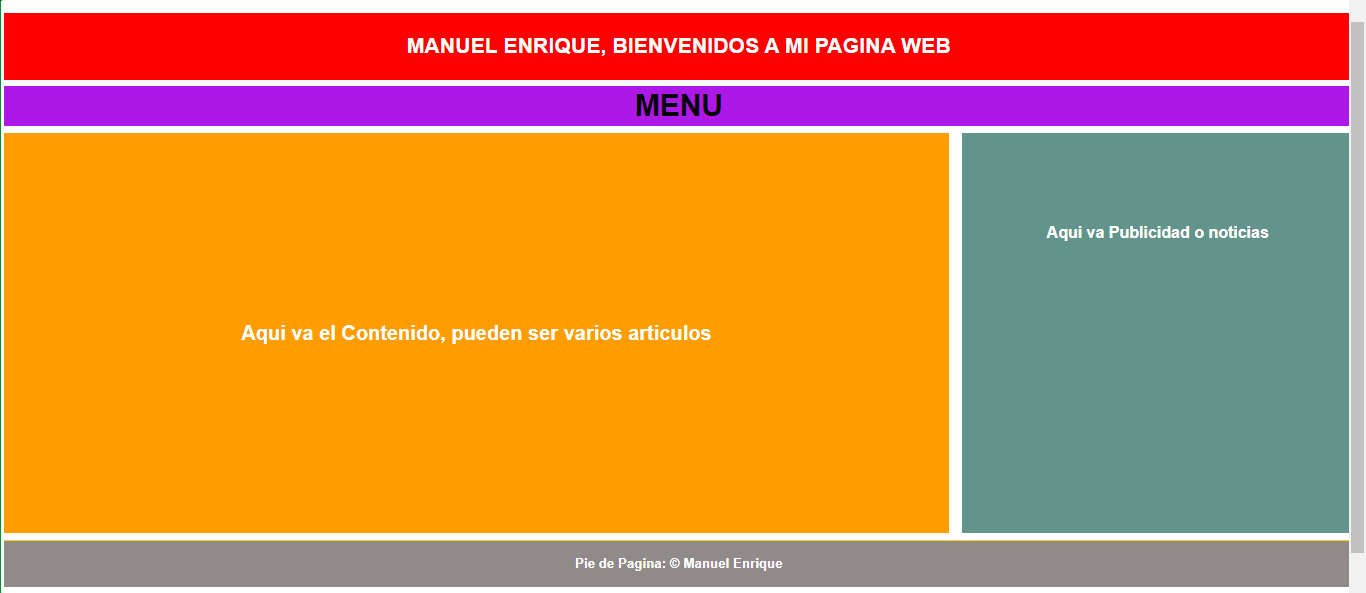 MANUEL ENRIQUE, BIENVENIDOS A MI PAGINA WEB
MENU
Aqui va Publicidad o noticias
Aqui va el Contenido, pueden ser varios articulos
Pie de Pagina: © Manuel Enrique